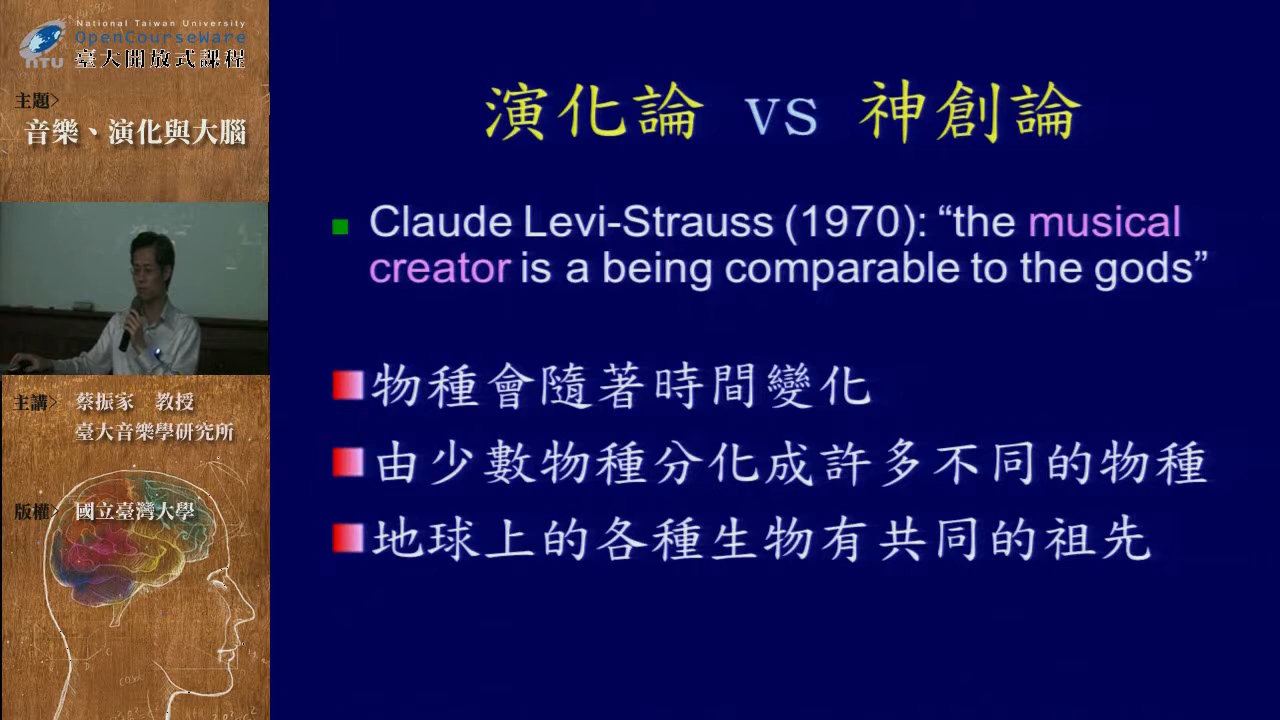 National Taiwan University
OpenCourseWare
NTU
臺大開放式課程
主題>
音樂、演化與大腦
主講> 蔡振家 教授
臺大音樂學研究所
版權> 國立臺灣大學
演化論 vs 神創論
Claude Levi-Strauss (1970): “the musical
creator is a being comparable to the gods”
物種會隨著時間變化
由少數物種分化成許多不同的物種
地球上的各種生物有共同的祖先